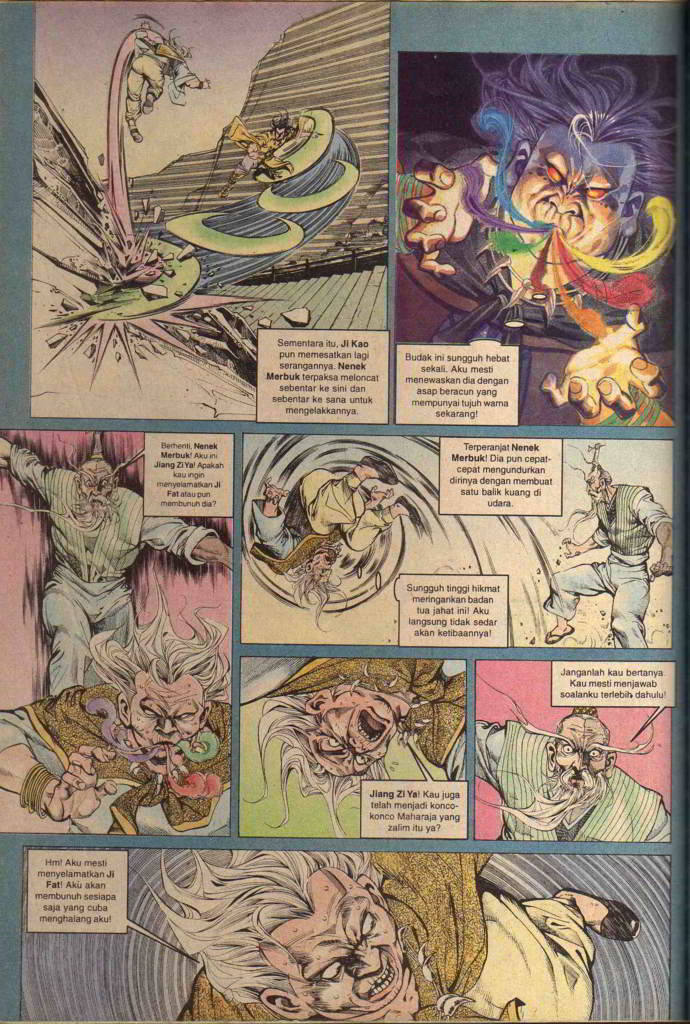 Sementara itu, Ji Kao
pun memesatkan lagi
serangannya. Nenek
Merbuk terpaksa meloncat
sebentar ke sini dan
sebentar ke sana untuk
mengelakkannya.
Budak ini sungguh hebat
sekali. Aku mesti
menewaskan dia dengan
asap beracun yang
mempunyai tujuh warna
sekarang!
Berhenti, Nenek
Merbuk! Aku ini
Jiang Zi Ya! Apakah
kau ingin
menyelamatkan Ji
Fat atau pun
membunuh dia?
Terperanjat Nenek
Merbuk! Dia pun cepat-
cepat mengundurkan
dirinya dengan membuat
satu balik kuang di
udara.
Sungguh tinggi hikmat
meringankan badan
tua jahat ini! Aku
langsung tidak sedar
akan ketibaannya!
Jiang Zi Ya! Kau juga
telah menjadi konco-
konco Maharaja yang
zalim itu ya?
Janganlah kau bertanya.
Kau mesti menjawab
soalanku terlebih dahulu!
Hm! Aku mesti
menyelamatkan Ji
Fat! Aku akan
membunuh sesiapa
saja yang cuba
menghalang aku!